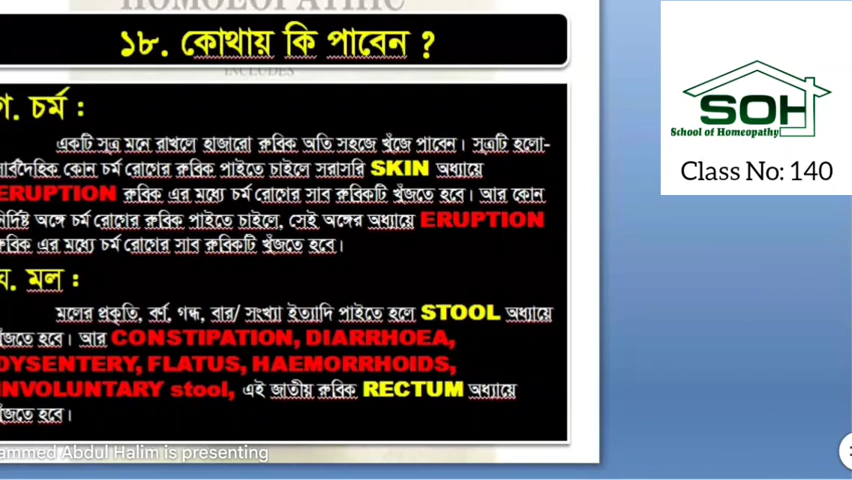 HOMOEOPATHIC
১৮. কোথায় কি পাবেন ?
INCLUDES
গ. চর্ম :
একটি সূত্র মনে রাখলে হাজারো রুবিক অতি সহজে খুঁজে পাবেন। সূত্রটি হলো-
সার্বদৈহিক কোন চর্ম রোগের রুবিক পাইতে চাইলে সরাসরি SKIN অধ্যায়ে
ERUPTION রুবিক এর মধ্যে চর্ম রোগের সাব রুবিকটি খুঁজতে হবে। আর কোন
নির্দিষ্ট অঙ্গে চর্ম রোগের রুবিক পাইতে চাইলে, সেই অঙ্গের অধ্যায়ে ERUPTION
রুবিক এর মধ্যে চর্ম রোগের সাব রুবিকটি খুঁজতে হবে।
ঘ. মল :
মলের প্রকৃতি, বর্ণ, গন্ধ, বার/ সংখ্যা ইত্যাদি পাইতে হলে STOOL অধ্যায়ে
খুঁজতে হবে। আর CONSTIPATION, DIARRHOEA,
DYSENTERY, FLATUS, HAEMORRHOIDS,
INVOLUNTARY stool, এই জাতীয় রুবিক RECTUM অধ্যায়ে
খুঁজতে হবে।
ammed Abdul Halim is presenting
SOH
School of Homeopathy
Class No: 140